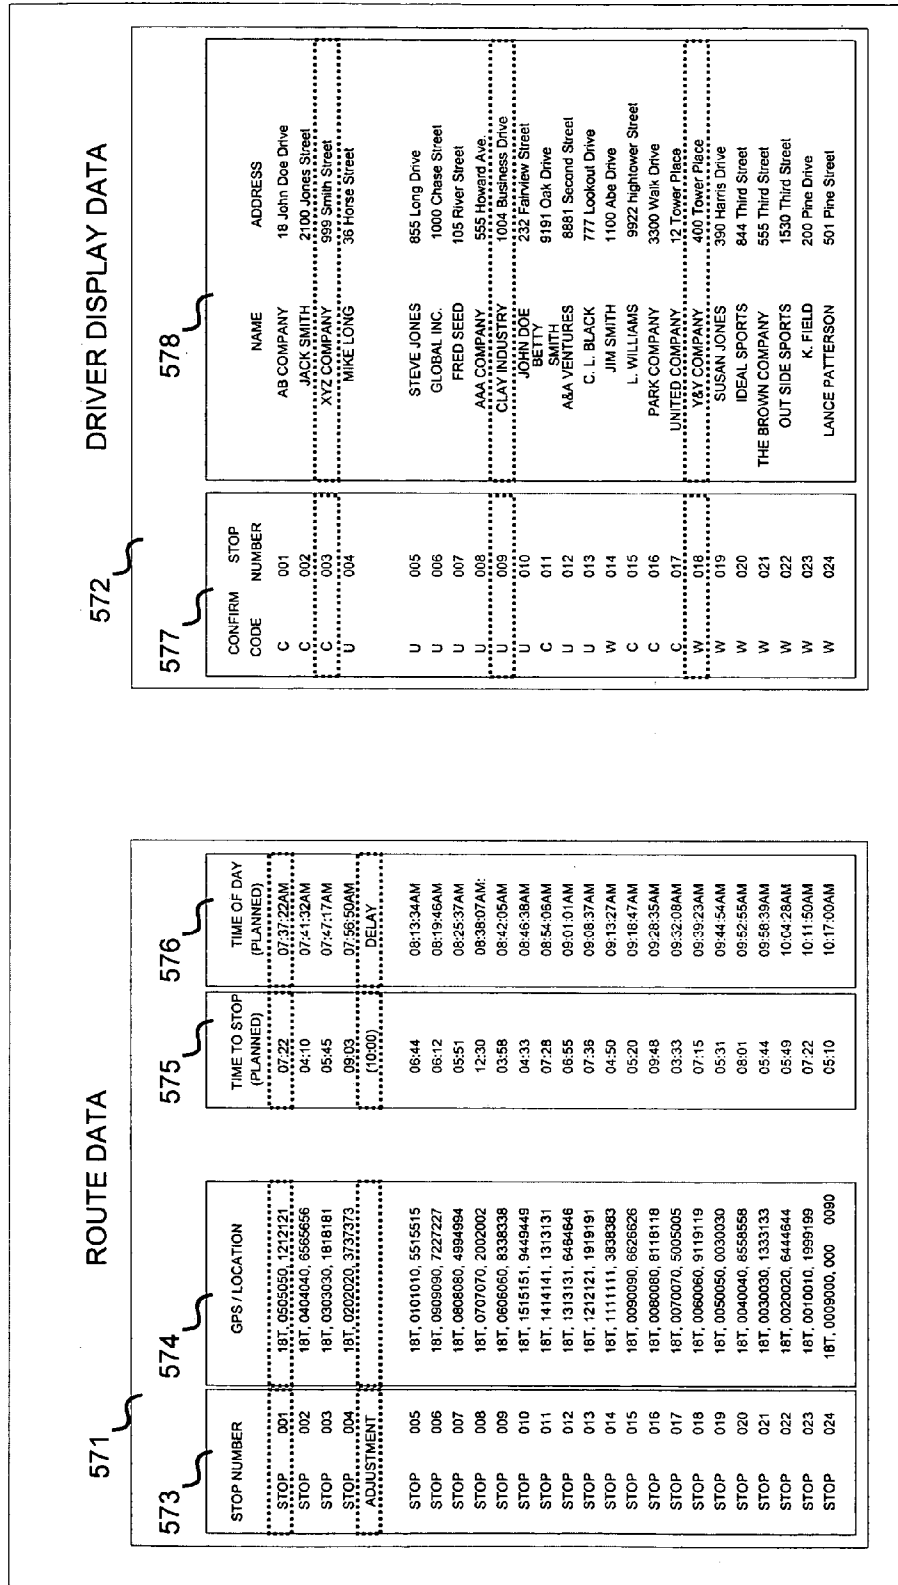 ROUTE DATA
571
573
574
575
576
STOP NUMBER GPS / LOCATION TIME TO STOP (PLANNED) TIME OF DAY (PLANNED)
STOP 001 18T, 0505050, 1212121 07:22 07:37:22AM
STOP 002 18T, 0404040, 6565656 04:10 07:41:32AM
STOP 003 18T, 0303030, 1818181 05:45 07:47:17AM
STOP 004 18T, 0202020, 3737373 09:03 07:56:50AM
ADJUSTMENT (10:00) DELAY
STOP 005 18T, 0101010, 5515515 06:44 08:13:34AM
STOP 006 18T, 0909090, 7227227 06:12 08:19:46AM
STOP 007 18T, 0808080, 4994994 05:51 08:25:37AM
STOP 008 18T, 0707070, 2002002 12:30 08:38:07AM:
STOP 009 18T, 0606060, 8338338 03:58 08:42:05AM
STOP 010 18T, 1515151, 9449449 04:33 08:46:38AM
STOP 011 18T, 1414141, 1313131 07:28 08:54:06AM
STOP 012 18T, 1313131, 6464646 06:55 09:01:01AM
STOP 013 18T, 1212121, 1919191 07:36 09:08:37AM
STOP 014 18T, 1111111, 3838383 04:50 09:13:27AM
STOP 015 18T, 0090090, 6626626 05:20 09:18:47AM
STOP 016 18T, 0080080, 8118118 09:48 09:28:35AM
STOP 017 18T, 0070070, 5005005 03:33 09:32:08AM
STOP 018 18T, 0060060, 9119119 07:15 09:39:23AM
STOP 019 18T, 0050050, 0030030 05:31 09:44:54AM
STOP 020 18T, 0040040, 8558558 08:01 09:52:55AM
STOP 021 18T, 0030030, 1333133 05:44 09:58:39AM
STOP 022 18T, 0020020, 6444644 05:49 10:04:28AM
STOP 023 18T, 0010010, 1999199 07:22 10:11:50AM
STOP 024 18T, 0009000, 000 0090 05:10 10:17:00AM
DRIVER DISPLAY DATA
572
577
578
CONFIRM CODE STOP NUMBER NAME ADDRESS
C 001 AB COMPANY 18 John Doe Drive
C 002 JACK SMITH 2100 Jones Street
C 003 XYZ COMPANY 999 Smith Street
U 004 MIKE LONG 36 Horse Street
U 005 STEVE JONES 855 Long Drive
U 006 GLOBAL INC. 1000 Chase Street
U 007 FRED SEED 105 River Street
U 008 AAA COMPANY 555 Howard Ave.
U 009 CLAY INDUSTRY 1004 Business Drive
U 010 JOHN DOE 232 Fairview Street
C 011 BETTY SMITH 9191 Oak Drive
U 012 A&A VENTURES 8881 Second Street
U 013 C. L. BLACK 777 Lookout Drive
W 014 JIM SMITH 1100 Abe Drive
C 015 L. WILLIAMS 9922 hightower Street
C 016 PARK COMPANY 3300 Walk Drive
C 017 UNITED COMPANY 12 Tower Place
W 018 Y&Y COMPANY 400 Tower Place
W 019 SUSAN JONES 390 Harris Drive
W 020 IDEAL SPORTS 844 Third Street
W 021 THE BROWN COMPANY 555 Third Street
W 022 OUT SIDE SPORTS 1530 Third Street
W 023 K. FIELD 200 Pine Drive
W 024 LANCE PATTERSON 501 Pine Street